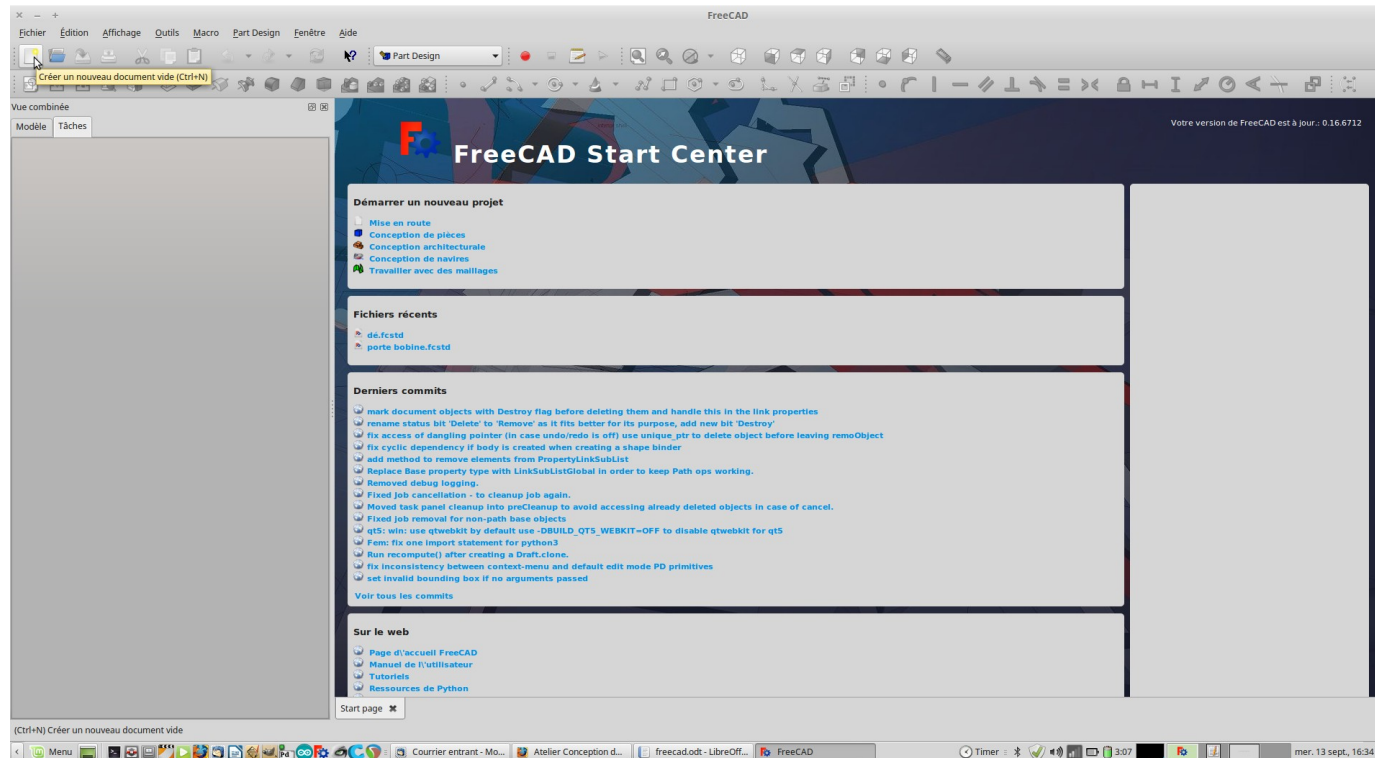 FreeCAD
Fichier Édition Affichage Outils Macro Part Design Fenêtre Aide
Part Design
Créer un nouveau document vide (Ctrl+N)
Vue combinée
Modèle Tâches
Votre version de FreeCAD est à jour.: 0.16.6712
FreeCAD Start Center
Démarrer un nouveau projet
Mise en route
Conception de pièces
Conception architecturale
Conception de navires
Travailler avec des maillages
Fichiers récents
dé.fcstd
porte bobine.fcstd
Derniers commits
mark document objects with Destroy flag before deleting them and handle this in the link properties
rename status bit 'Delete' to 'Remove' as it fits better for its purpose, add new bit 'Destroy'
fix access of dangling pointer (in case undo/redo is off) use unique_ptr to delete object before leaving remoObject
fix cyclic dependency if body is created when creating a shape binder
add method to remove elements from PropertyLinkSubList
Replace Base property type with LinkSubListGlobal in order to keep Path ops working.
Removed debug logging.
Fixed Job cancellation - to cleanup job again.
Moved task panel cleanup into preCleanup to avoid accessing already deleted objects in case of cancel.
Fixed job removal for non-path base objects
qt5: win: use qtwebkit by default use -DBUILD_QT5_WEBKIT=OFF to disable qtwebkit for qt5
Fem: fix one import statement for python3
Run recompute() after creating a Draft.clone.
fix inconsistency between context-menu and default edit mode PD primitives
set invalid bounding box if no arguments passed
Voir tous les commits
Sur le web
Page d\'accueil FreeCAD
Manuel de l\'utilisateur
Tutoriels
Ressources de Python
Start page
(Ctrl+N) Créer un nouveau document vide
Menu Courrier entrant - Mo... Atelier Conception d... freecad.odt - LibreOff... FreeCAD Timer 3:07 mer. 13 sept., 16:34